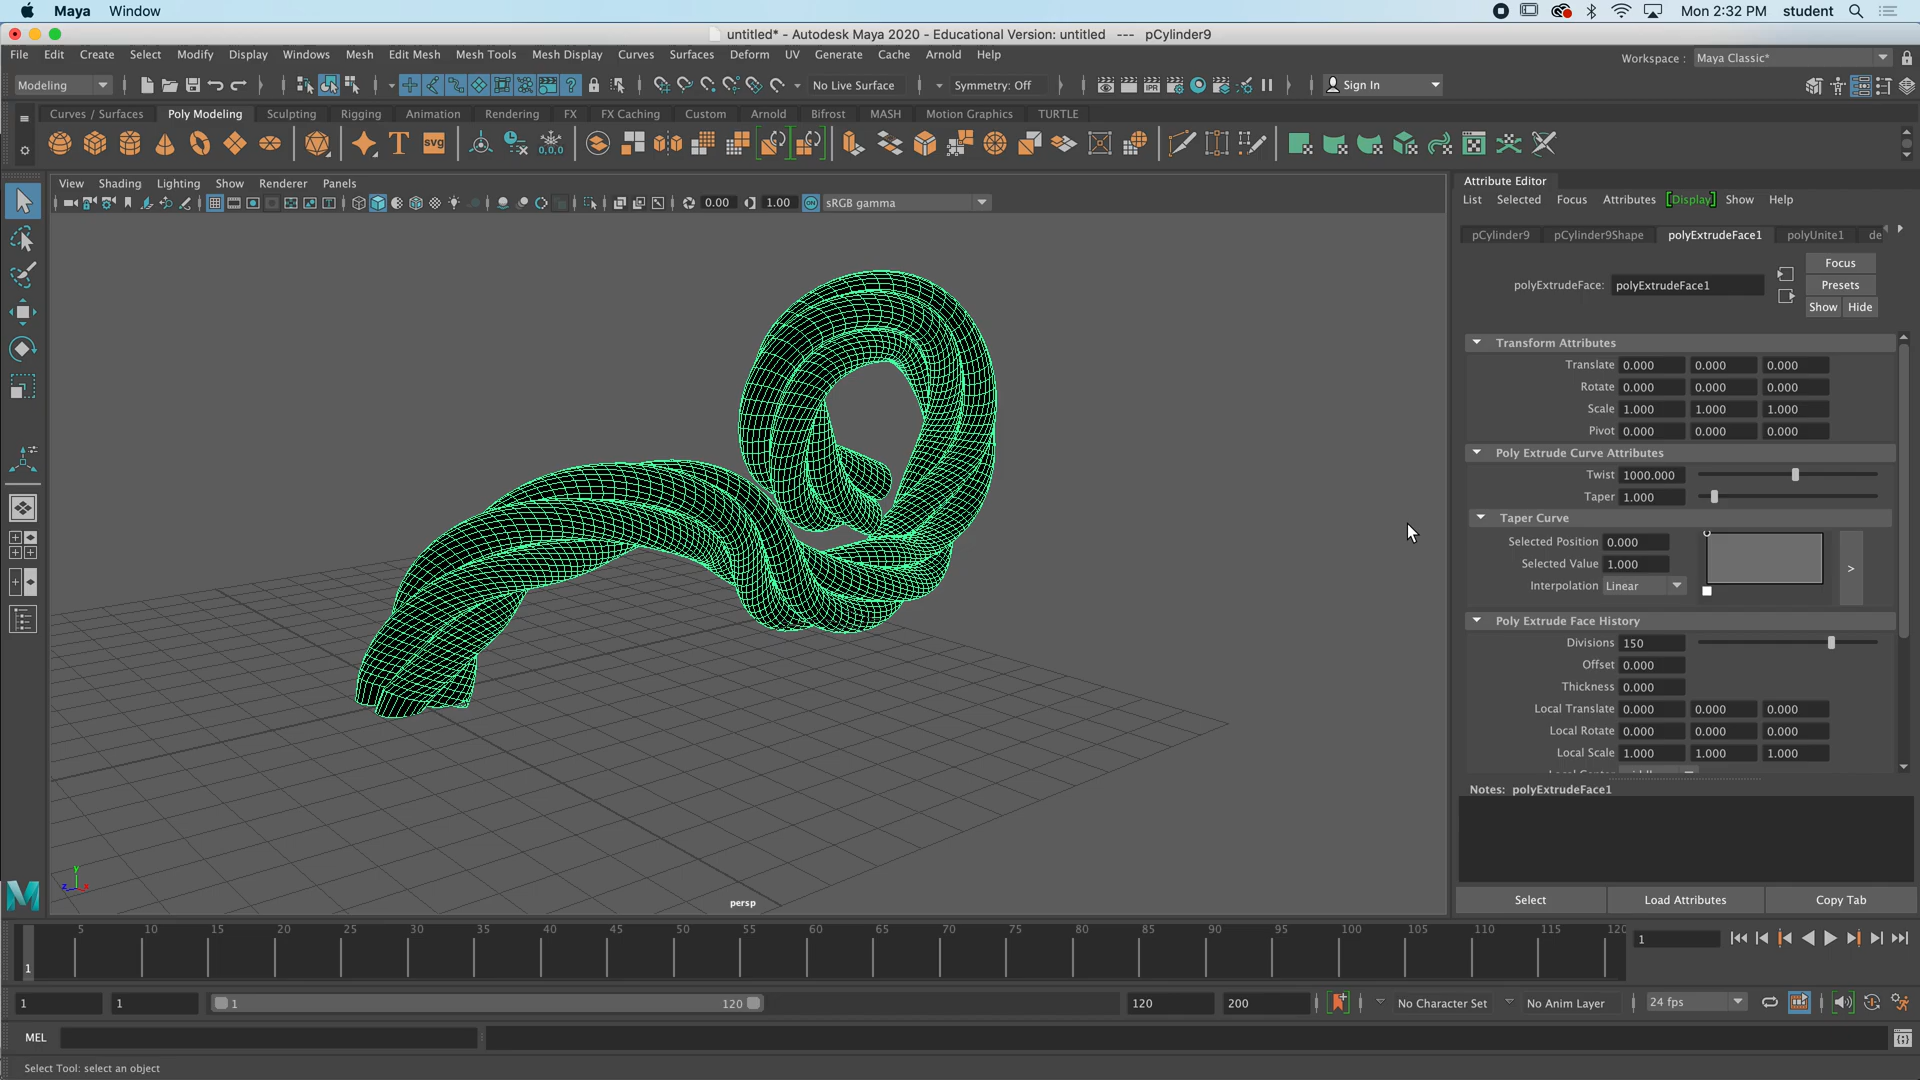 Maya Window Mon 2:32 PM student
untitled* - Autodesk Maya 2020 - Educational Version: untitled --- pCylinder9
File Edit Create Select Modify Display Windows Mesh Edit Mesh Mesh Tools Mesh Display Curves Surfaces Deform UV Generate Cache Arnold Help Workspace : Maya Classic*
Modeling No Live Surface Symmetry: Off Sign In
Curves / Surfaces Poly Modeling Sculpting Rigging Animation Rendering FX FX Caching Custom Arnold Bifrost MASH Motion Graphics TURTLE
T SVG 0,0,0
View Shading Lighting Show Renderer Panels
0.00 1.00 ON sRGB gamma
Attribute Editor
List Selected Focus Attributes Display Show Help
pCylinder9 pCylinder9Shape polyExtrudeFace1 polyUnite1 de
Focus
polyExtrudeFace: polyExtrudeFace1 Presets
Show Hide
Transform Attributes
Translate 0.000 0.000 0.000
Rotate 0.000 0.000 0.000
Scale 1.000 1.000 1.000
Pivot 0.000 0.000 0.000
Poly Extrude Curve Attributes
Twist 1000.000
Taper 1.000
Taper Curve
Selected Position 0.000
Selected Value 1.000
Interpolation Linear
>
Poly Extrude Face History
Divisions 150
Offset 0.000
Thickness 0.000
Local Translate 0.000 0.000 0.000
Local Rotate 0.000 0.000 0.000
Local Scale 1.000 1.000 1.000
Notes: polyExtrudeFace1
Select Load Attributes Copy Tab
y
z x
persp
5 10 15 20 25 30 35 40 45 50 55 60 65 70 75 80 85 90 95 100 105 110 115 120
1 1
1 1 1 120 120 200 No Character Set No Anim Layer 24 fps
MEL
Select Tool: select an object